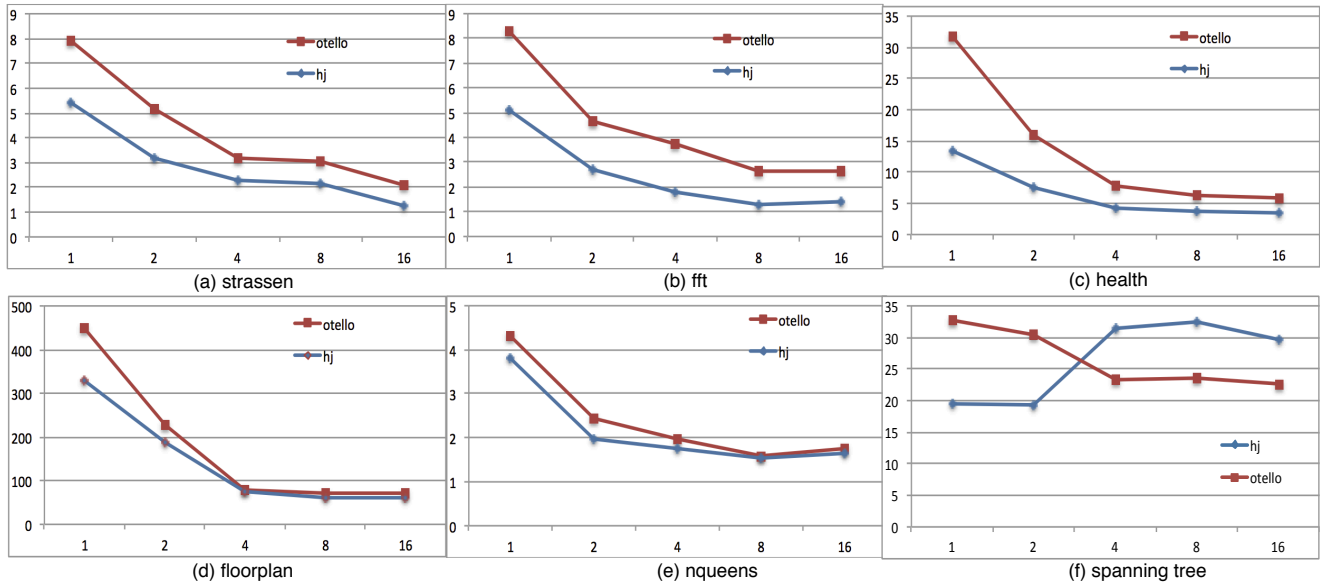 9
8
7
6
5
4
3
2
1
0
otello
hj
1 2 4 8 16
(a) strassen
9
8
7
6
5
4
3
2
1
0
otello
hj
1 2 4 8 16
(b) fft
35
30
25
20
15
10
5
0
otello
hj
1 2 4 8 16
(c) health
500
400
300
200
100
0
otello
hj
1 2 4 8 16
(d) floorplan
5
4
3
2
1
0
otello
hj
1 2 4 8 16
(e) nqueens
35
30
25
20
15
10
5
0
hj
otello
1 2 4 8 16
(f) spanning tree